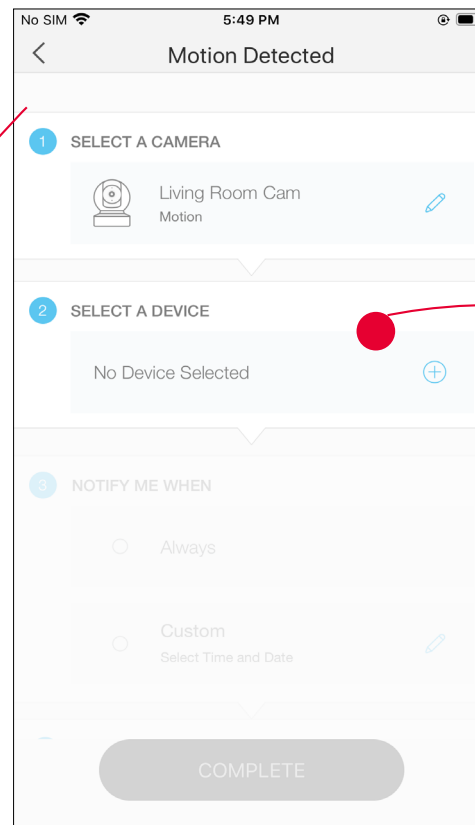 No SIM 5:49 PM
Motion Detected
1 SELECT A CAMERA
Living Room Cam
Motion
2 SELECT A DEVICE
No Device Selected
3 NOTIFY ME WHEN
Always
Custom
Select Time and Date
COMPLETE